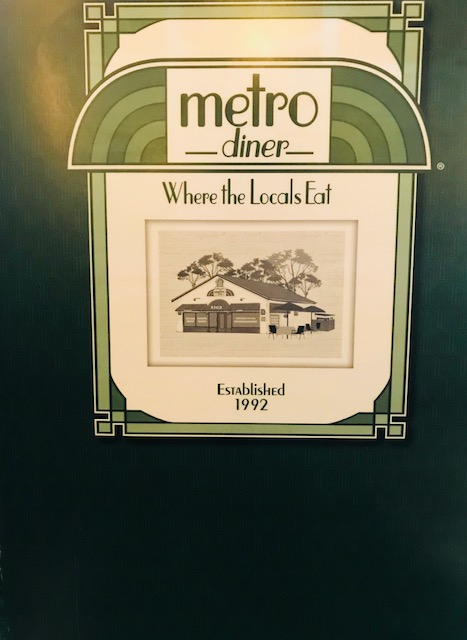 metro
diner
®
Where the Locals Eat
Established
1992